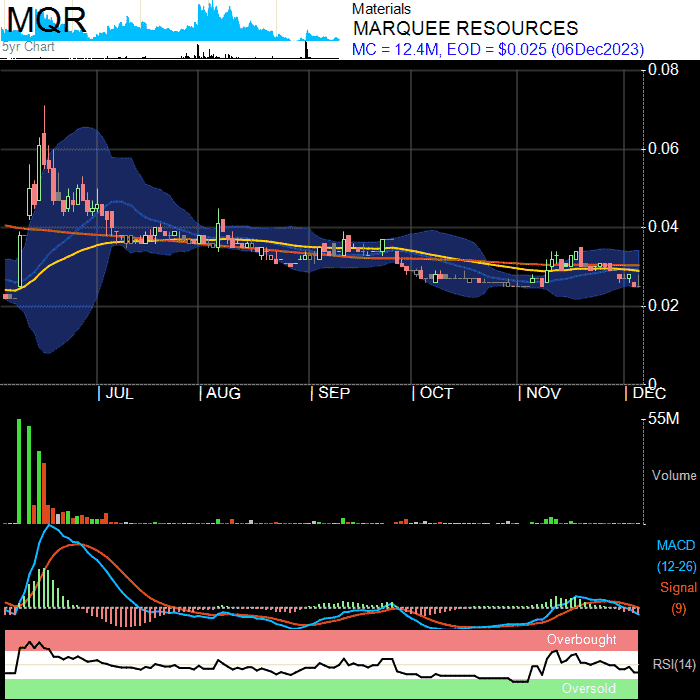 MQR
5yr Chart
Materials
MARQUEE RESOURCES
MC = 12.4M, EOD = $0.025 (06Dec2023)
0.08
0.06
0.04
0.02
0
| JUL | AUG | SEP | OCT | NOV | DEC
55M
Volume
MACD
(12-26)
Signal
(9)
Overbought
RSI(14)
Oversold